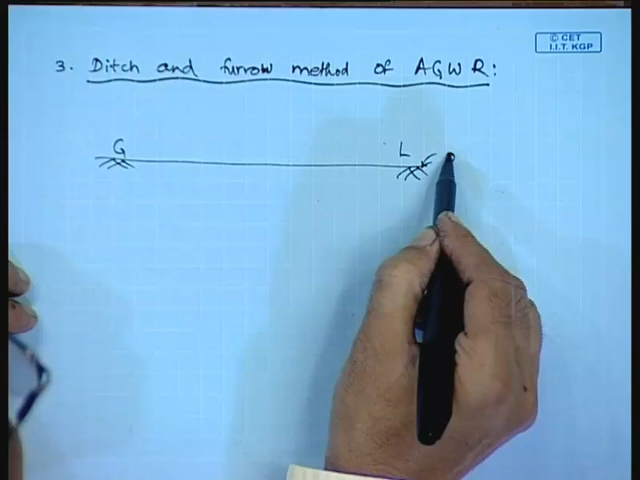 © CET
I.I.T. KGP
3. Ditch and furrow method of AGWR:
G L